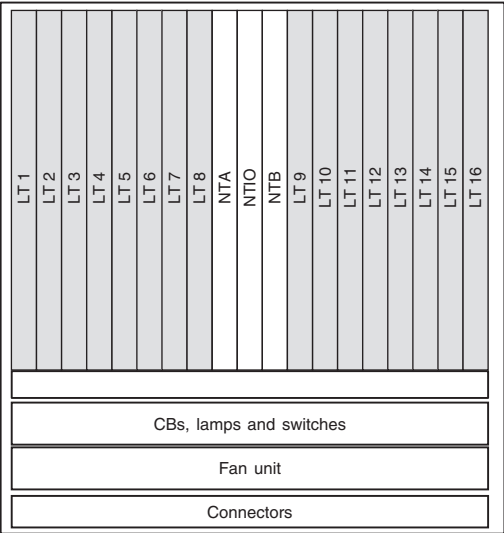 LT 1
LT 2
LT 3
LT 4
LT 5
LT 6
LT 7
LT 8
NTA
NTIO
NTB
LT 9
LT 10
LT 11
LT 12
LT 13
LT 14
LT 15
LT 16
CBs, lamps and switches
Fan unit
Connectors